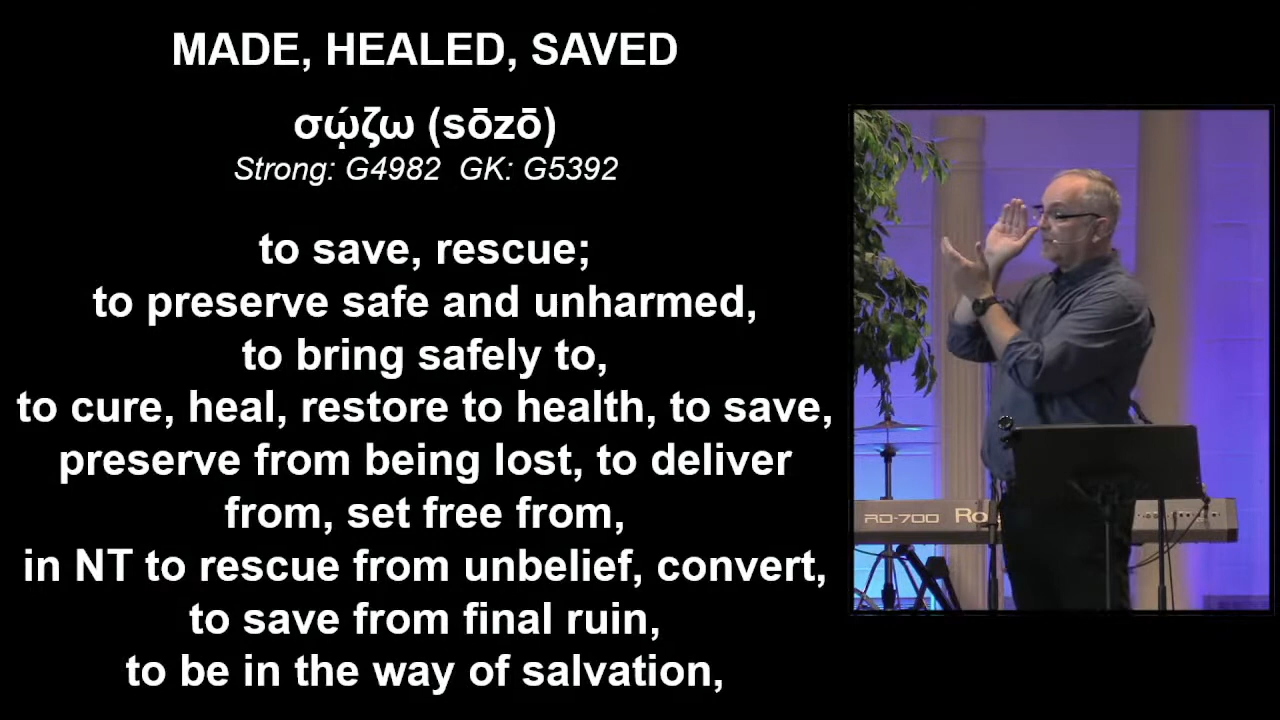 MADE, HEALED, SAVED
σῴζω (sōzō)
Strong: G4982 GK: G5392
to save, rescue;
to preserve safe and unharmed,
to bring safely to,
to cure, heal, restore to health, to save,
preserve from being lost, to deliver
from, set free from,
in NT to rescue from unbelief, convert,
to save from final ruin,
to be in the way of salvation,
RD-700